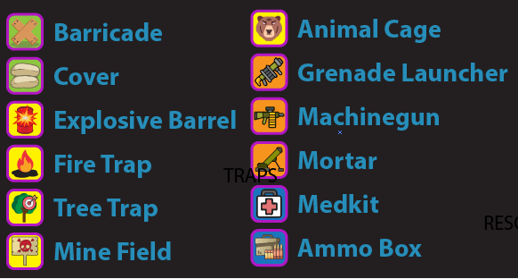 Barricade
Cover
Explosive Barrel
Fire Trap
Tree Trap
Mine Field
Animal Cage
Grenade Launcher
Machinegun
Mortar
TRAPS
Medkit
Ammo Box